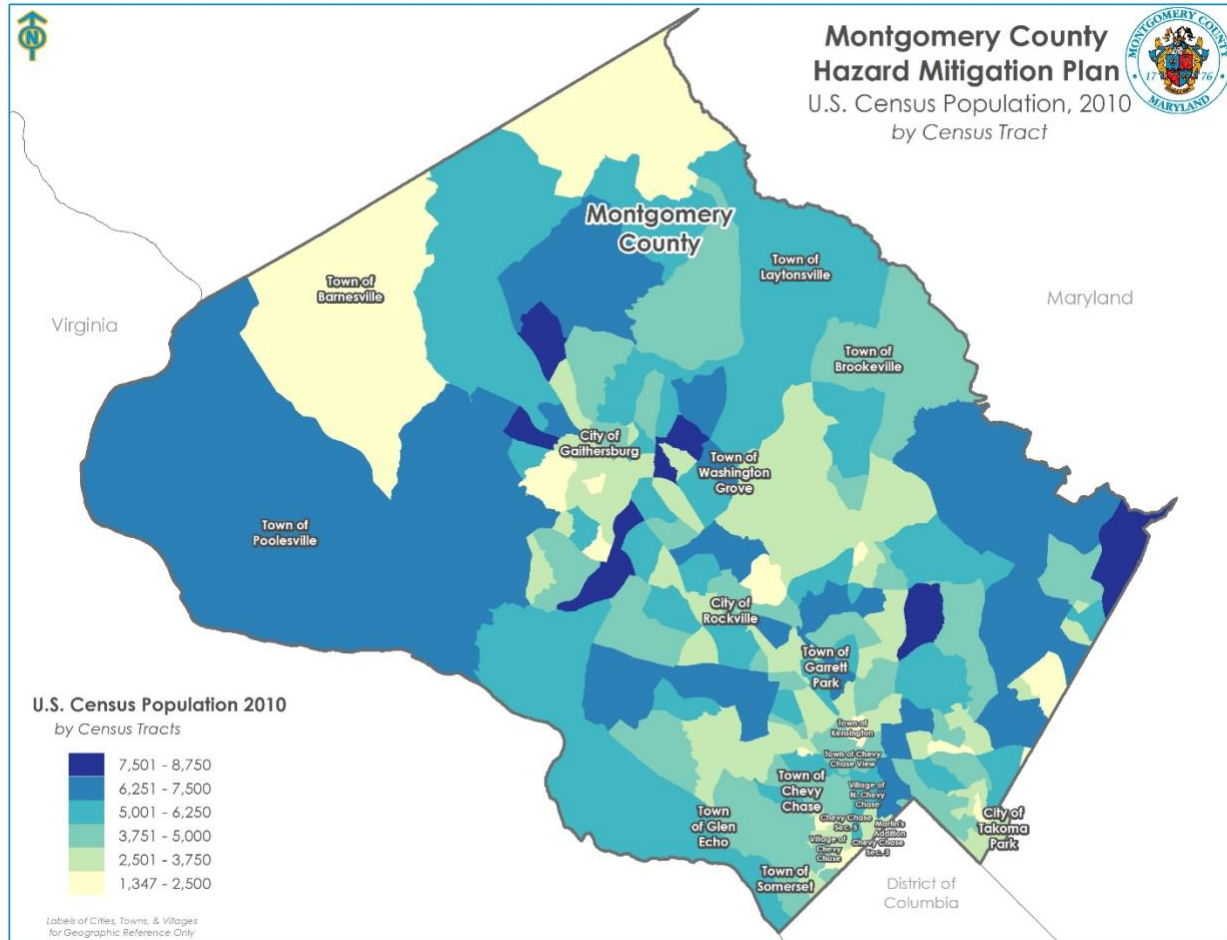 N
Montgomery County
Hazard Mitigation Plan
U.S. Census Population, 2010
by Census Tract
MONTGOMERY COUNTY
17 76
MARYLAND
Montgomery
County
Town of
Barnesville
Town of
Laytonsville
Virginia
Maryland
Town of
Brookeville
City of
Gaithersburg
Town of
Washington
Grove
Town of
Poolesville
City of
Rockville
Town of
Garrett
Park
Town of
Kensington
Town of Chevy
Chase View
Town of
Chevy
Chase
Village of
N. Chevy
Chase
Town
of Glen
Echo
Chevy Chase
Sec. 5
Martin's
Addition
Village of
Chevy
Chase
Chevy Chase
Sec. 3
City of
Takoma
Park
Town of
Somerset
District of
Columbia
U.S. Census Population 2010
by Census Tracts
7,501 - 8,750
6,251 - 7,500
5,001 - 6,250
3,751 - 5,000
2,501 - 3,750
1,347 - 2,500
Labels of Cities, Towns, & Villages
for Geographic Reference Only